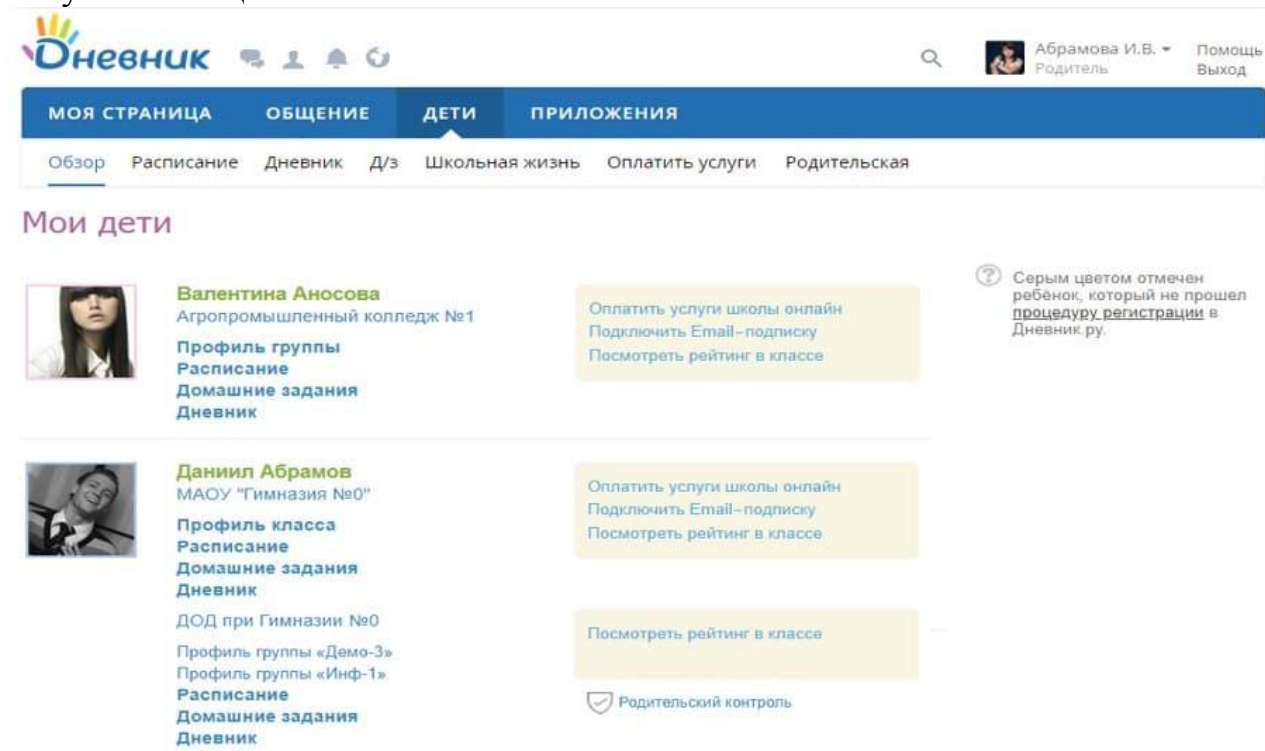 Дневник
Абрамова И.В.
Родитель
Помощь
Выход
МОЯ СТРАНИЦА ОБЩЕНИЕ ДЕТИ ПРИЛОЖЕНИЯ
Обзор Расписание Дневник Д/з Школьная жизнь Оплатить услуги Родительская
Мои дети
Валентина Аносова
Агропромышленный колледж №1
Профиль группы
Расписание
Домашние задания
Дневник
Оплатить услуги школы онлайн
Подключить Email-подписку
Посмотреть рейтинг в классе
Серым цветом отмечен
ребёнок, который не прошел
процедуру регистрации в
Дневник.ру.
Даниил Абрамов
МАОУ "Гимназия №0"
Профиль класса
Расписание
Домашние задания
Дневник
Оплатить услуги школы онлайн
Подключить Email-подписку
Посмотреть рейтинг в классе
ДОД при Гимназии №0
Профиль группы «Демо-3»
Профиль группы «Инф-1»
Расписание
Домашние задания
Дневник
Посмотреть рейтинг в классе
Родительский контроль